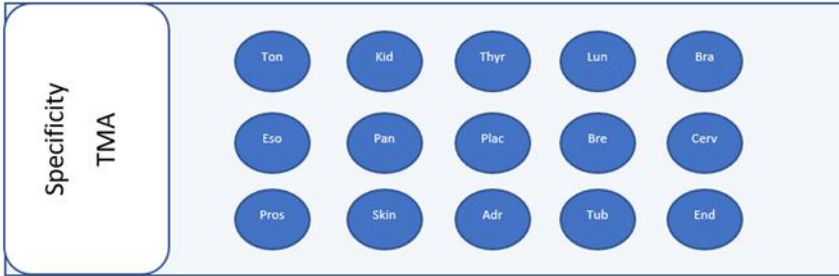 Specificity
TMA
Ton Kid Thyr Lun Bra
Eso Pan Plac Bre Cerv
Pros Skin Adr Tub End